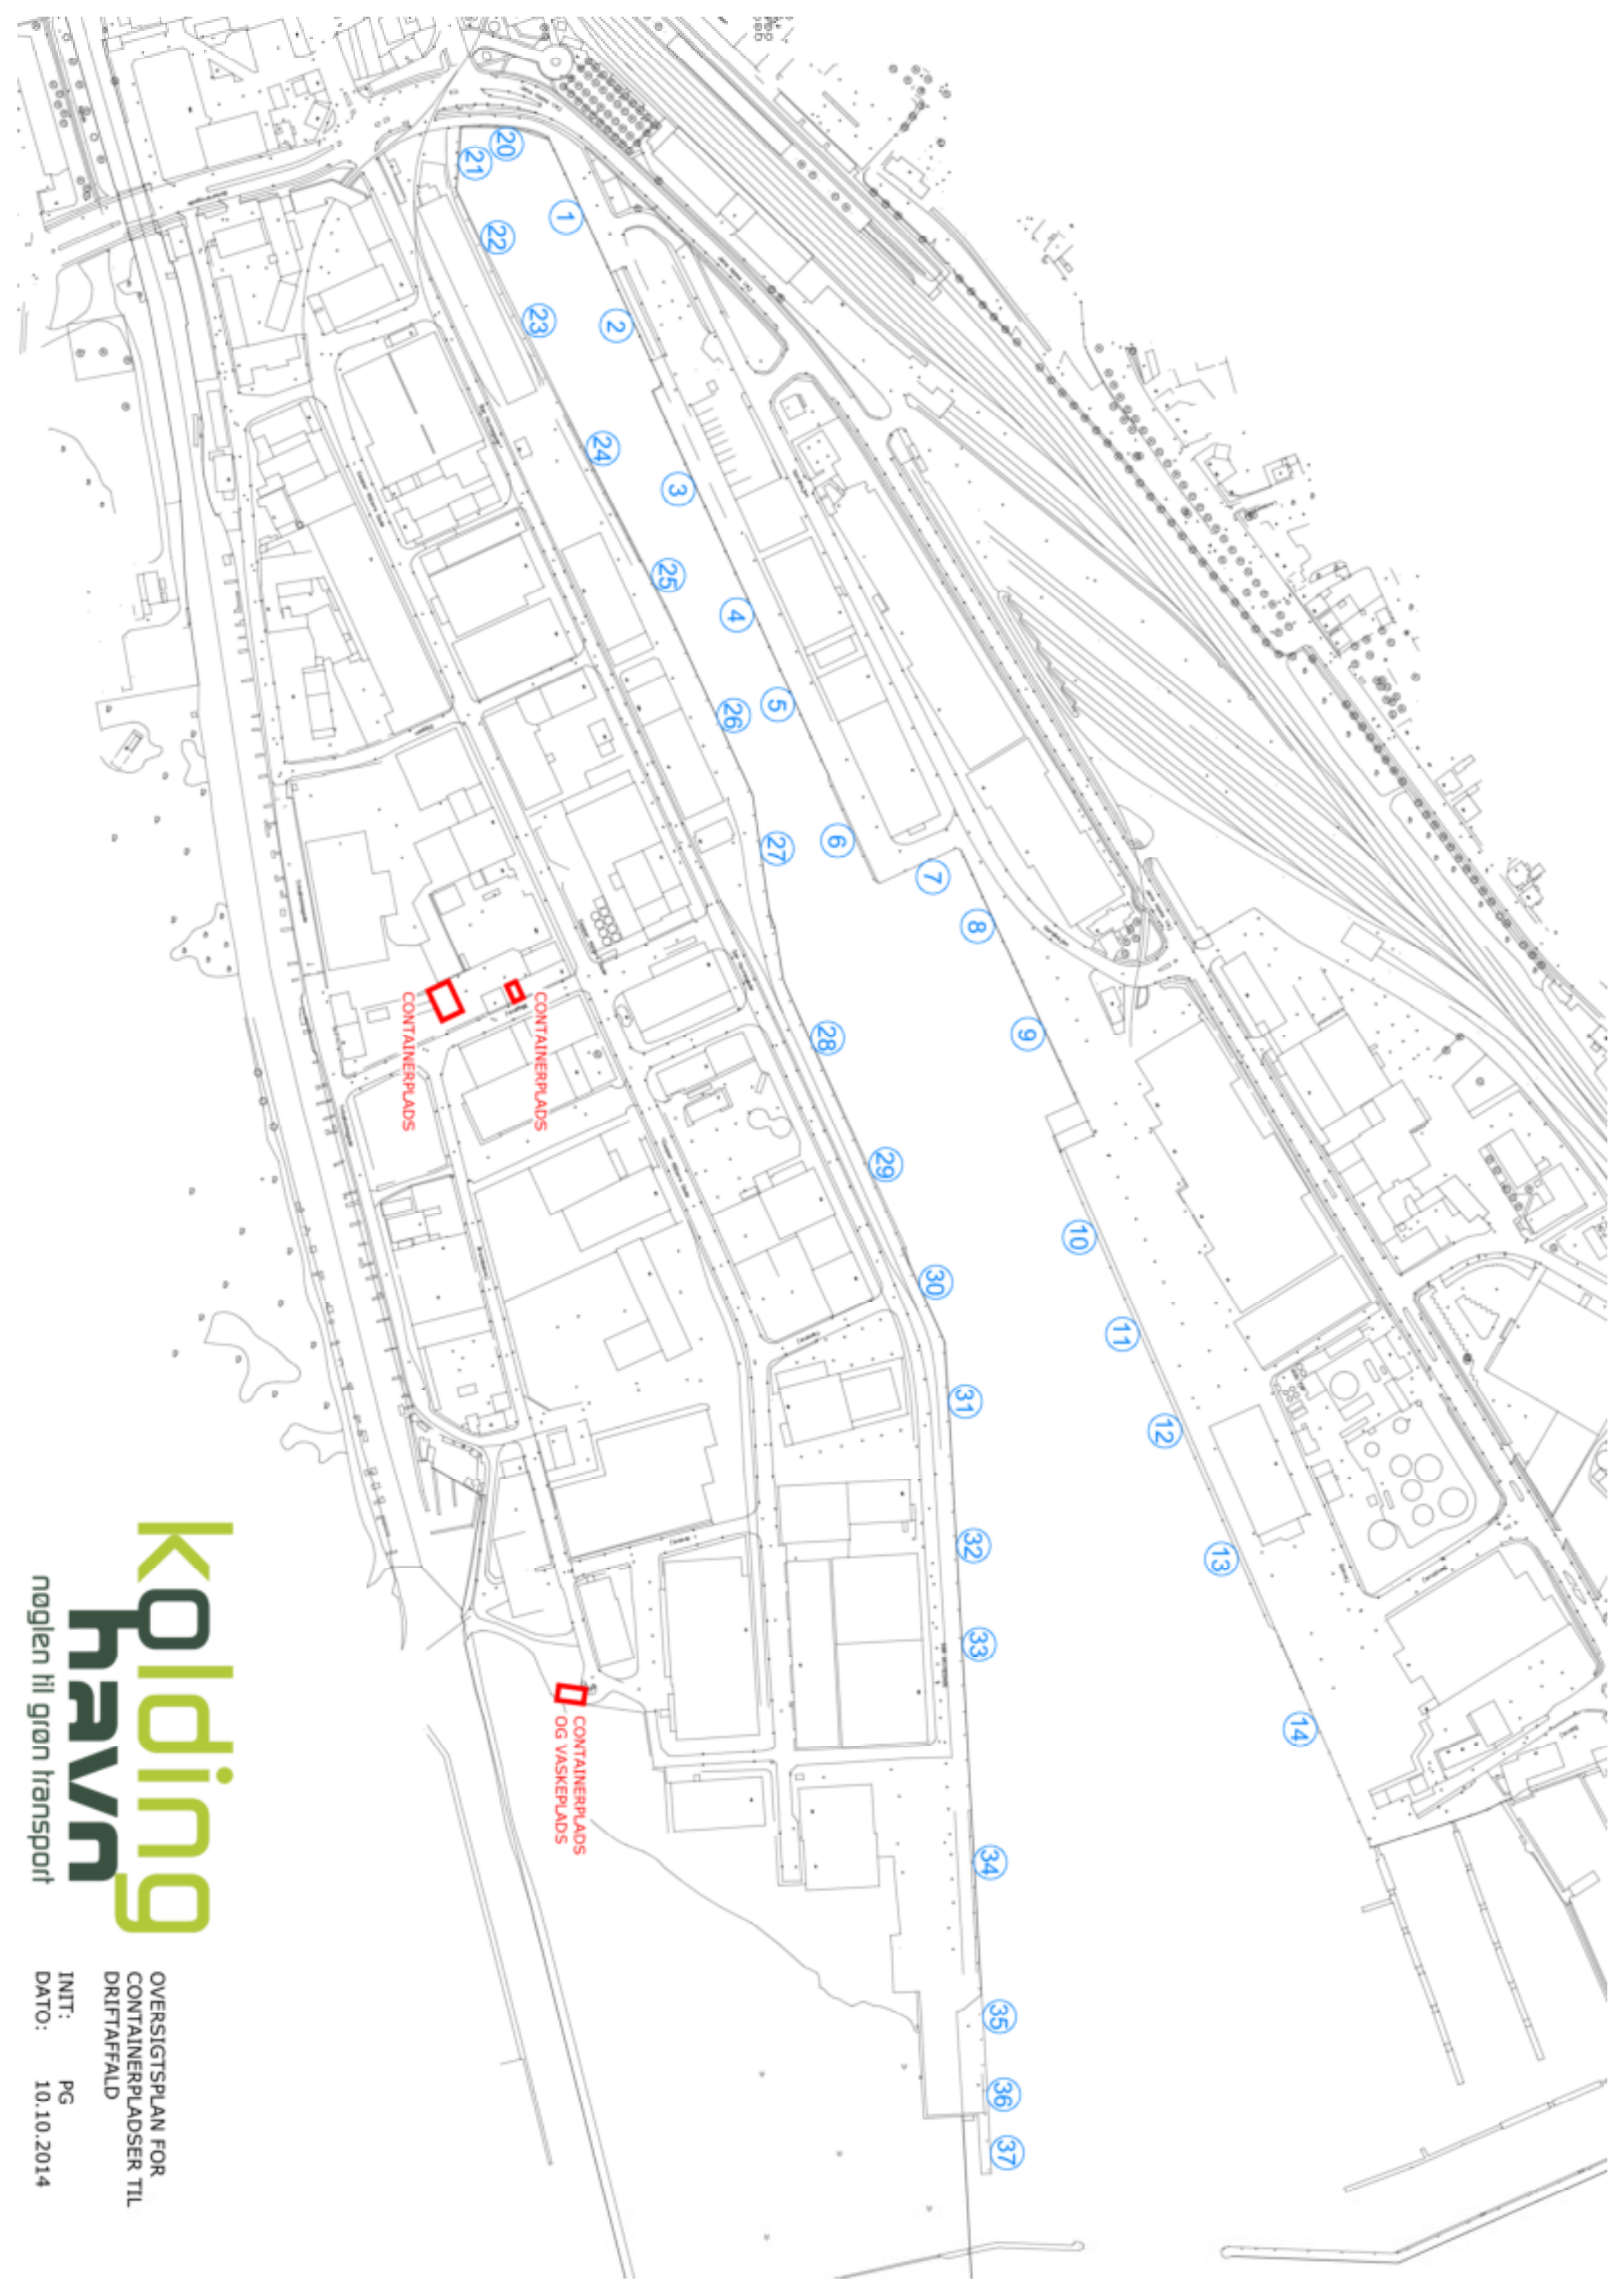 20
21
1
22
2
23
24
3
25
4
5
26
6
27
7
8
9
28
29
10
30
11
31
12
32
13
33
14
34
35
36
37
CONTAINERPLADS
CONTAINERPLADS
CONTAINERPLADS
OG VASKEPLADS
kolding
havn
nøglen til grøn transport
OVERSIGTSPLAN FOR
CONTAINERPLADSER TIL
DRIFTAFFALD
INIT: PG
DATO: 10.10.2014